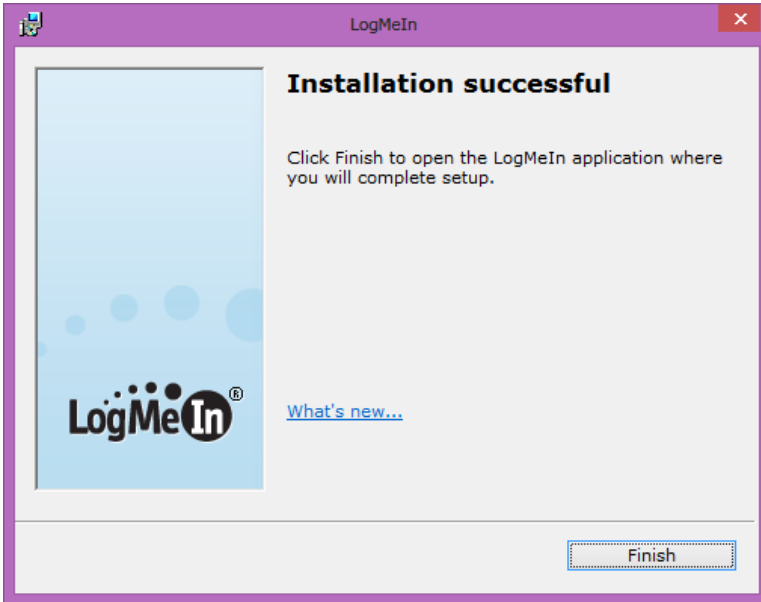 LogMeIn
Installation successful
Click Finish to open the LogMeIn application where
you will complete setup.
LogMeIn®
What's new...
Finish